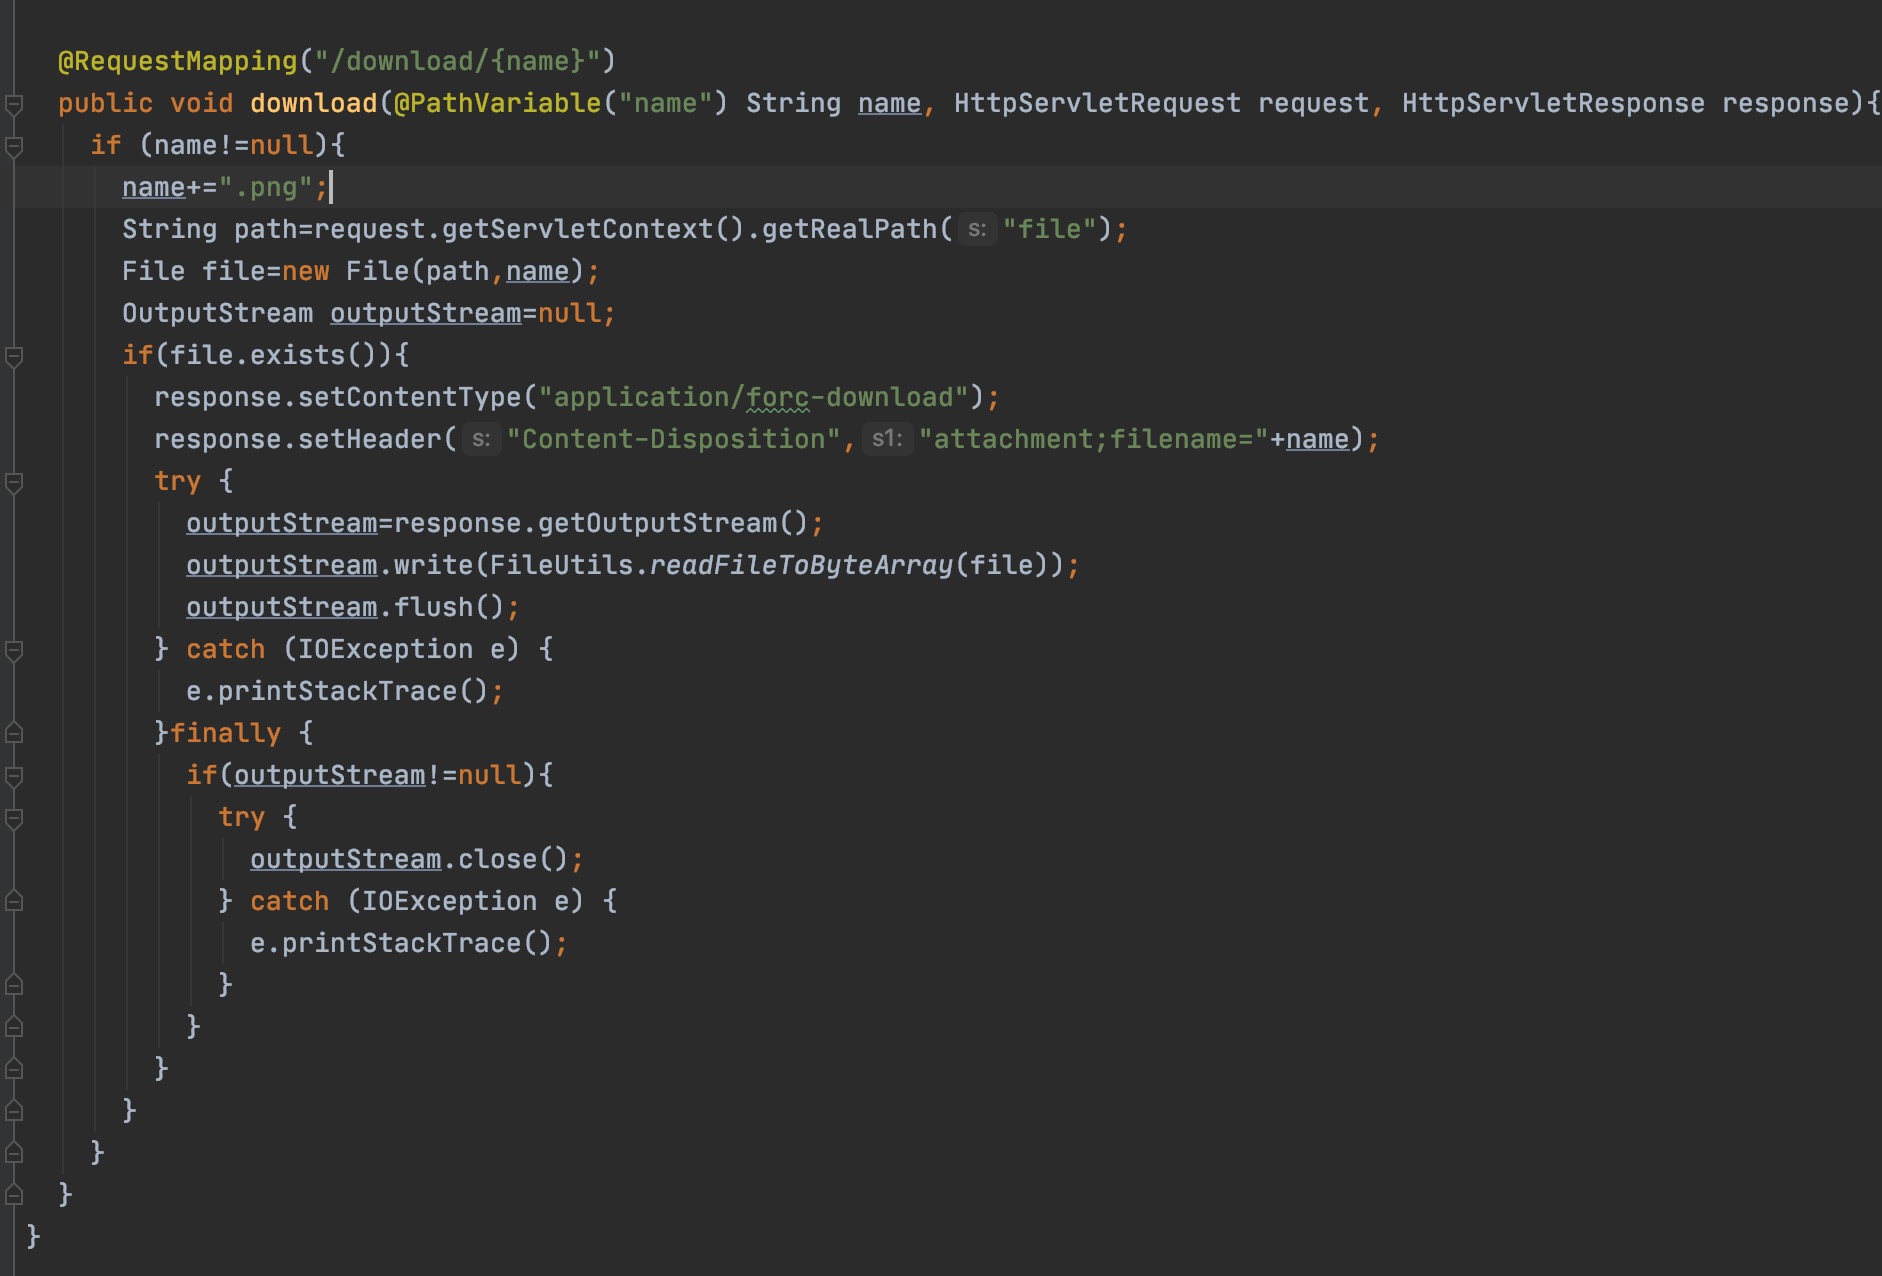 @RequestMapping("/download/{name}")
public void download(@PathVariable("name") String name, HttpServletRequest request, HttpServletResponse response){
if (name!=null){
name+=".png";
String path=request.getServletContext().getRealPath( s: "file");
File file=new File(path,name);
OutputStream outputStream=null;
if(file.exists()){
response.setContentType("application/forc-download");
response.setHeader( s: "Content-Disposition", s1: "attachment;filename="+name);
try {
outputStream=response.getOutputStream();
outputStream.write(FileUtils.readFileToByteArray(file));
outputStream.flush();
} catch (IOException e) {
e.printStackTrace();
}finally {
if(outputStream!=null){
try {
outputStream.close();
} catch (IOException e) {
e.printStackTrace();
}
}
}
}
}
}
}